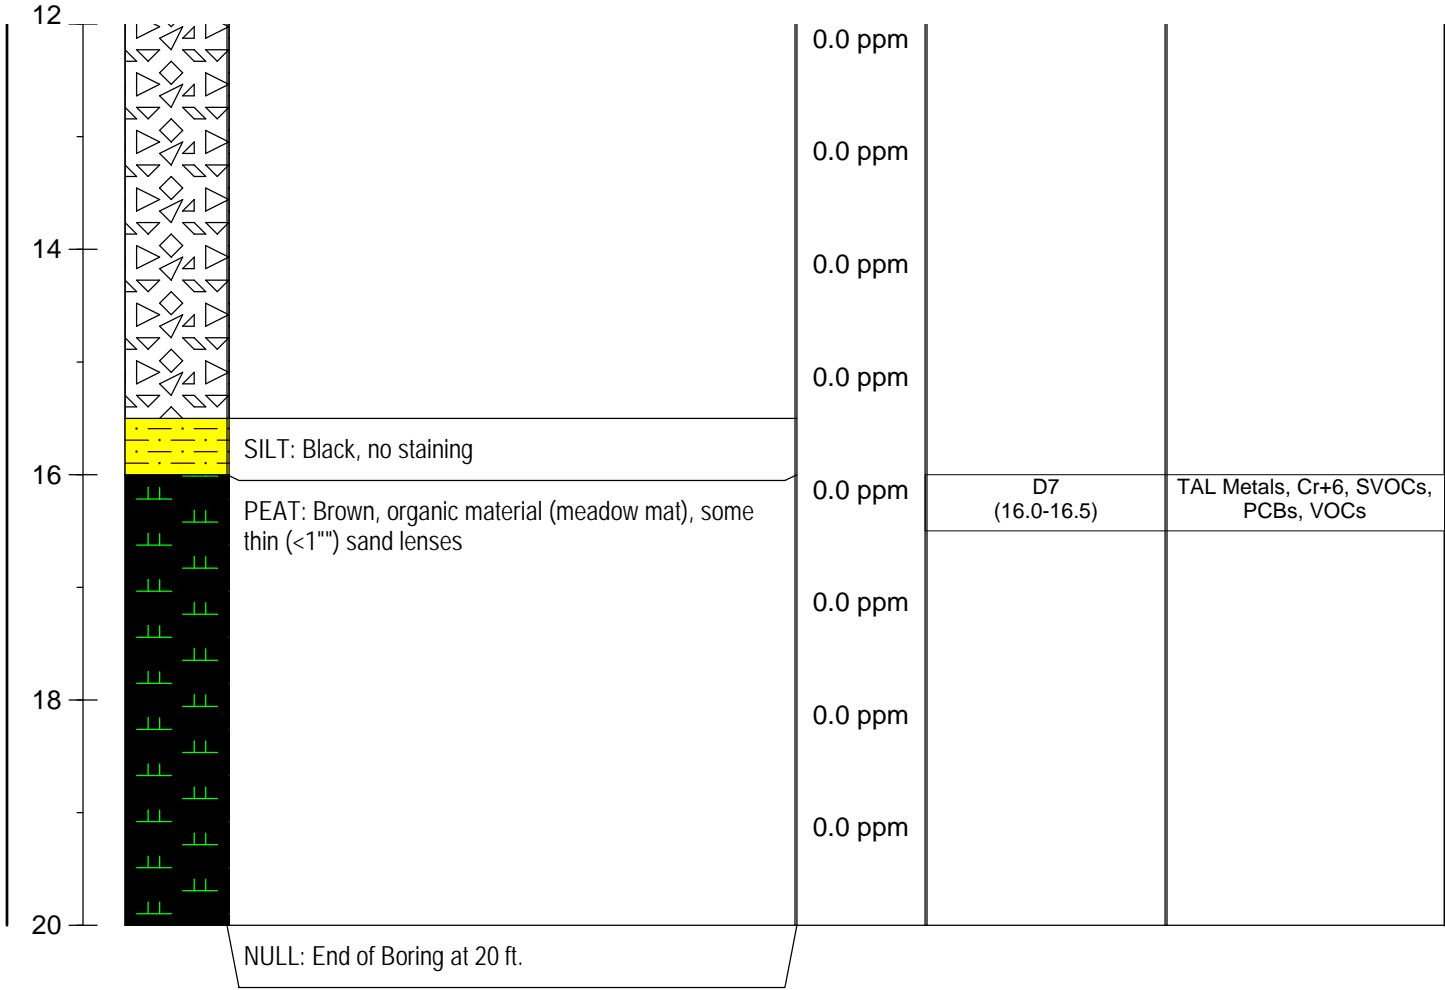 12
0.0 ppm
0.0 ppm
14
0.0 ppm
0.0 ppm
SILT: Black, no staining
16
0.0 ppm
D7
(16.0-16.5)
TAL Metals, Cr+6, SVOCs,
PCBs, VOCs
PEAT: Brown, organic material (meadow mat), some
thin (<1"") sand lenses
0.0 ppm
18
0.0 ppm
0.0 ppm
20
NULL: End of Boring at 20 ft.